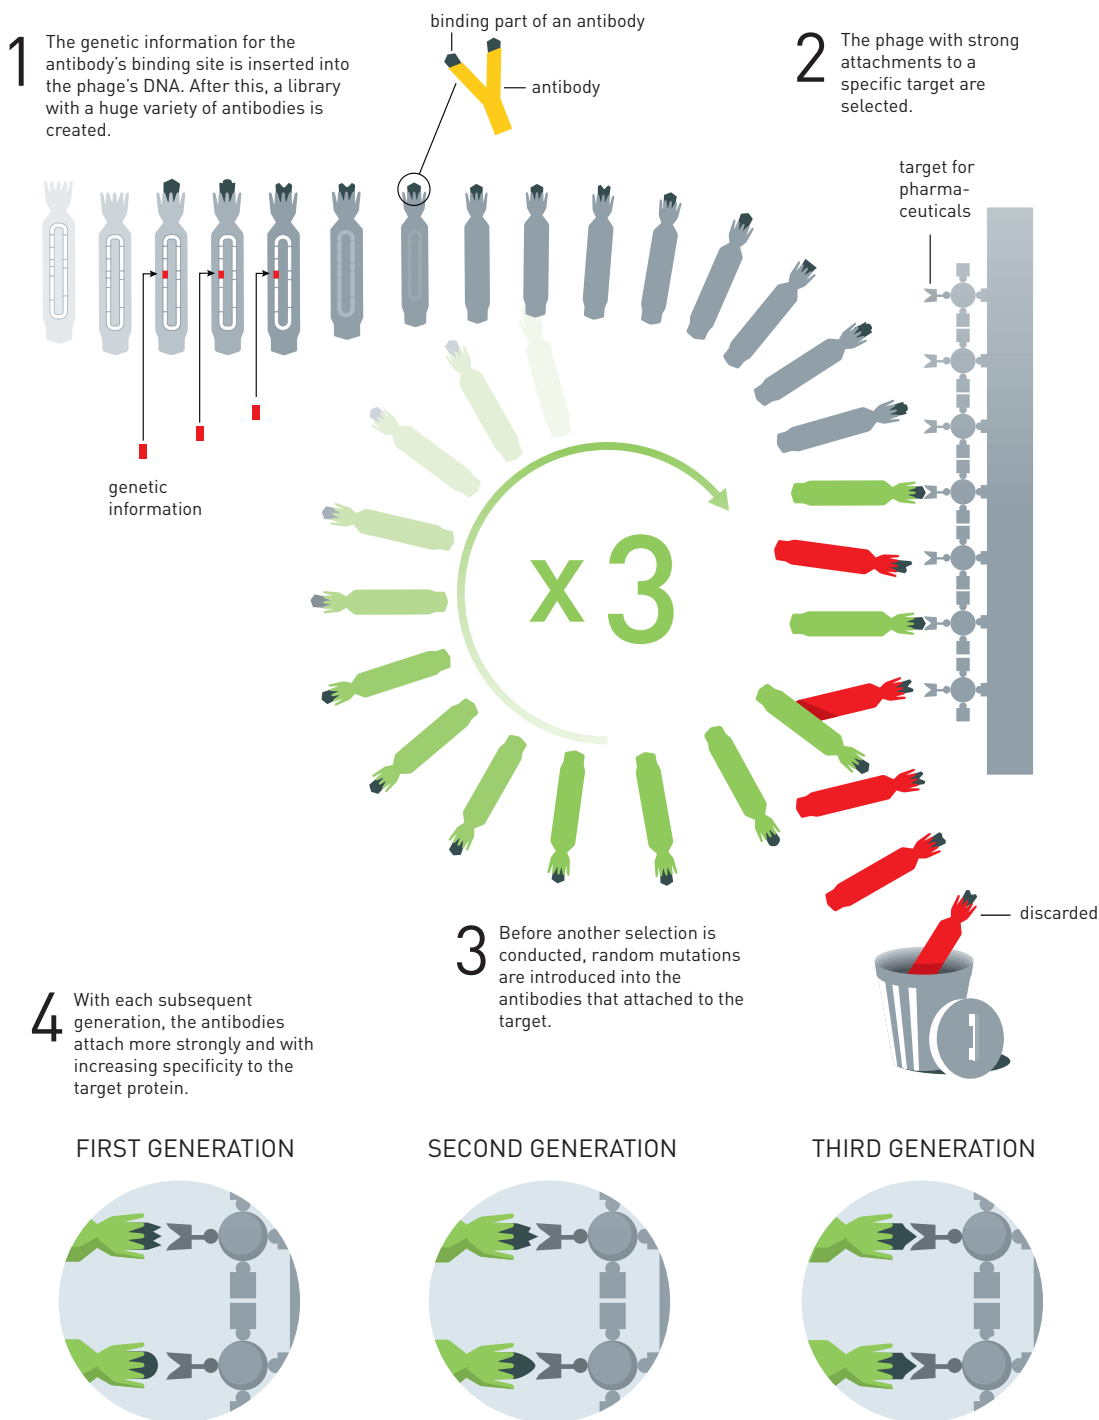 1
The genetic information for the
antibody’s binding site is inserted into
the phage’s DNA. After this, a library
with a huge variety of antibodies is
created.
binding part of an antibody
antibody
2
The phage with strong
attachments to a
specific target are
selected.
target for
pharma-
ceuticals
genetic
information
x 3
discarded
3
Before another selection is
conducted, random mutations
are introduced into the
antibodies that attached to the
target.
4
With each subsequent
generation, the antibodies
attach more strongly and with
increasing specificity to the
target protein.
FIRST GENERATION
SECOND GENERATION
THIRD GENERATION